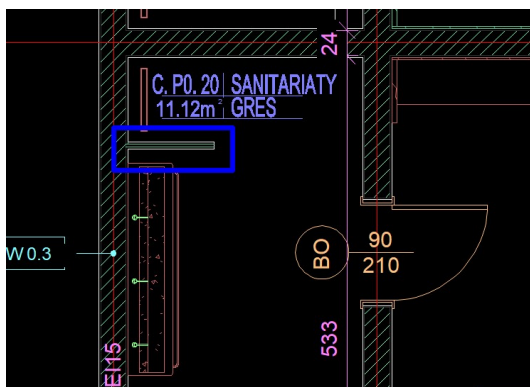 24
C. P0. 20 SANITARIATY
11.12m² GRES
W 0.3
BO
90
210
533
EI15